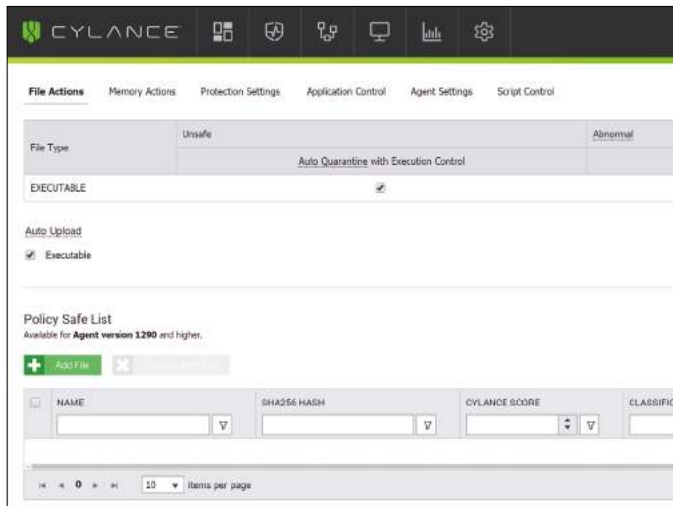 CYLANCE
File Actions Memory Actions Protection Settings Application Control Agent Settings Script Control
File Type Unsafe Abnormal
Auto Quarantine with Execution Control
EXECUTABLE
Auto Upload
Executable
Policy Safe List
Available for Agent version 1290 and higher.
Add File
NAME SHA256 HASH CYLANCE SCORE CLASSIFIC
0 10 items per page